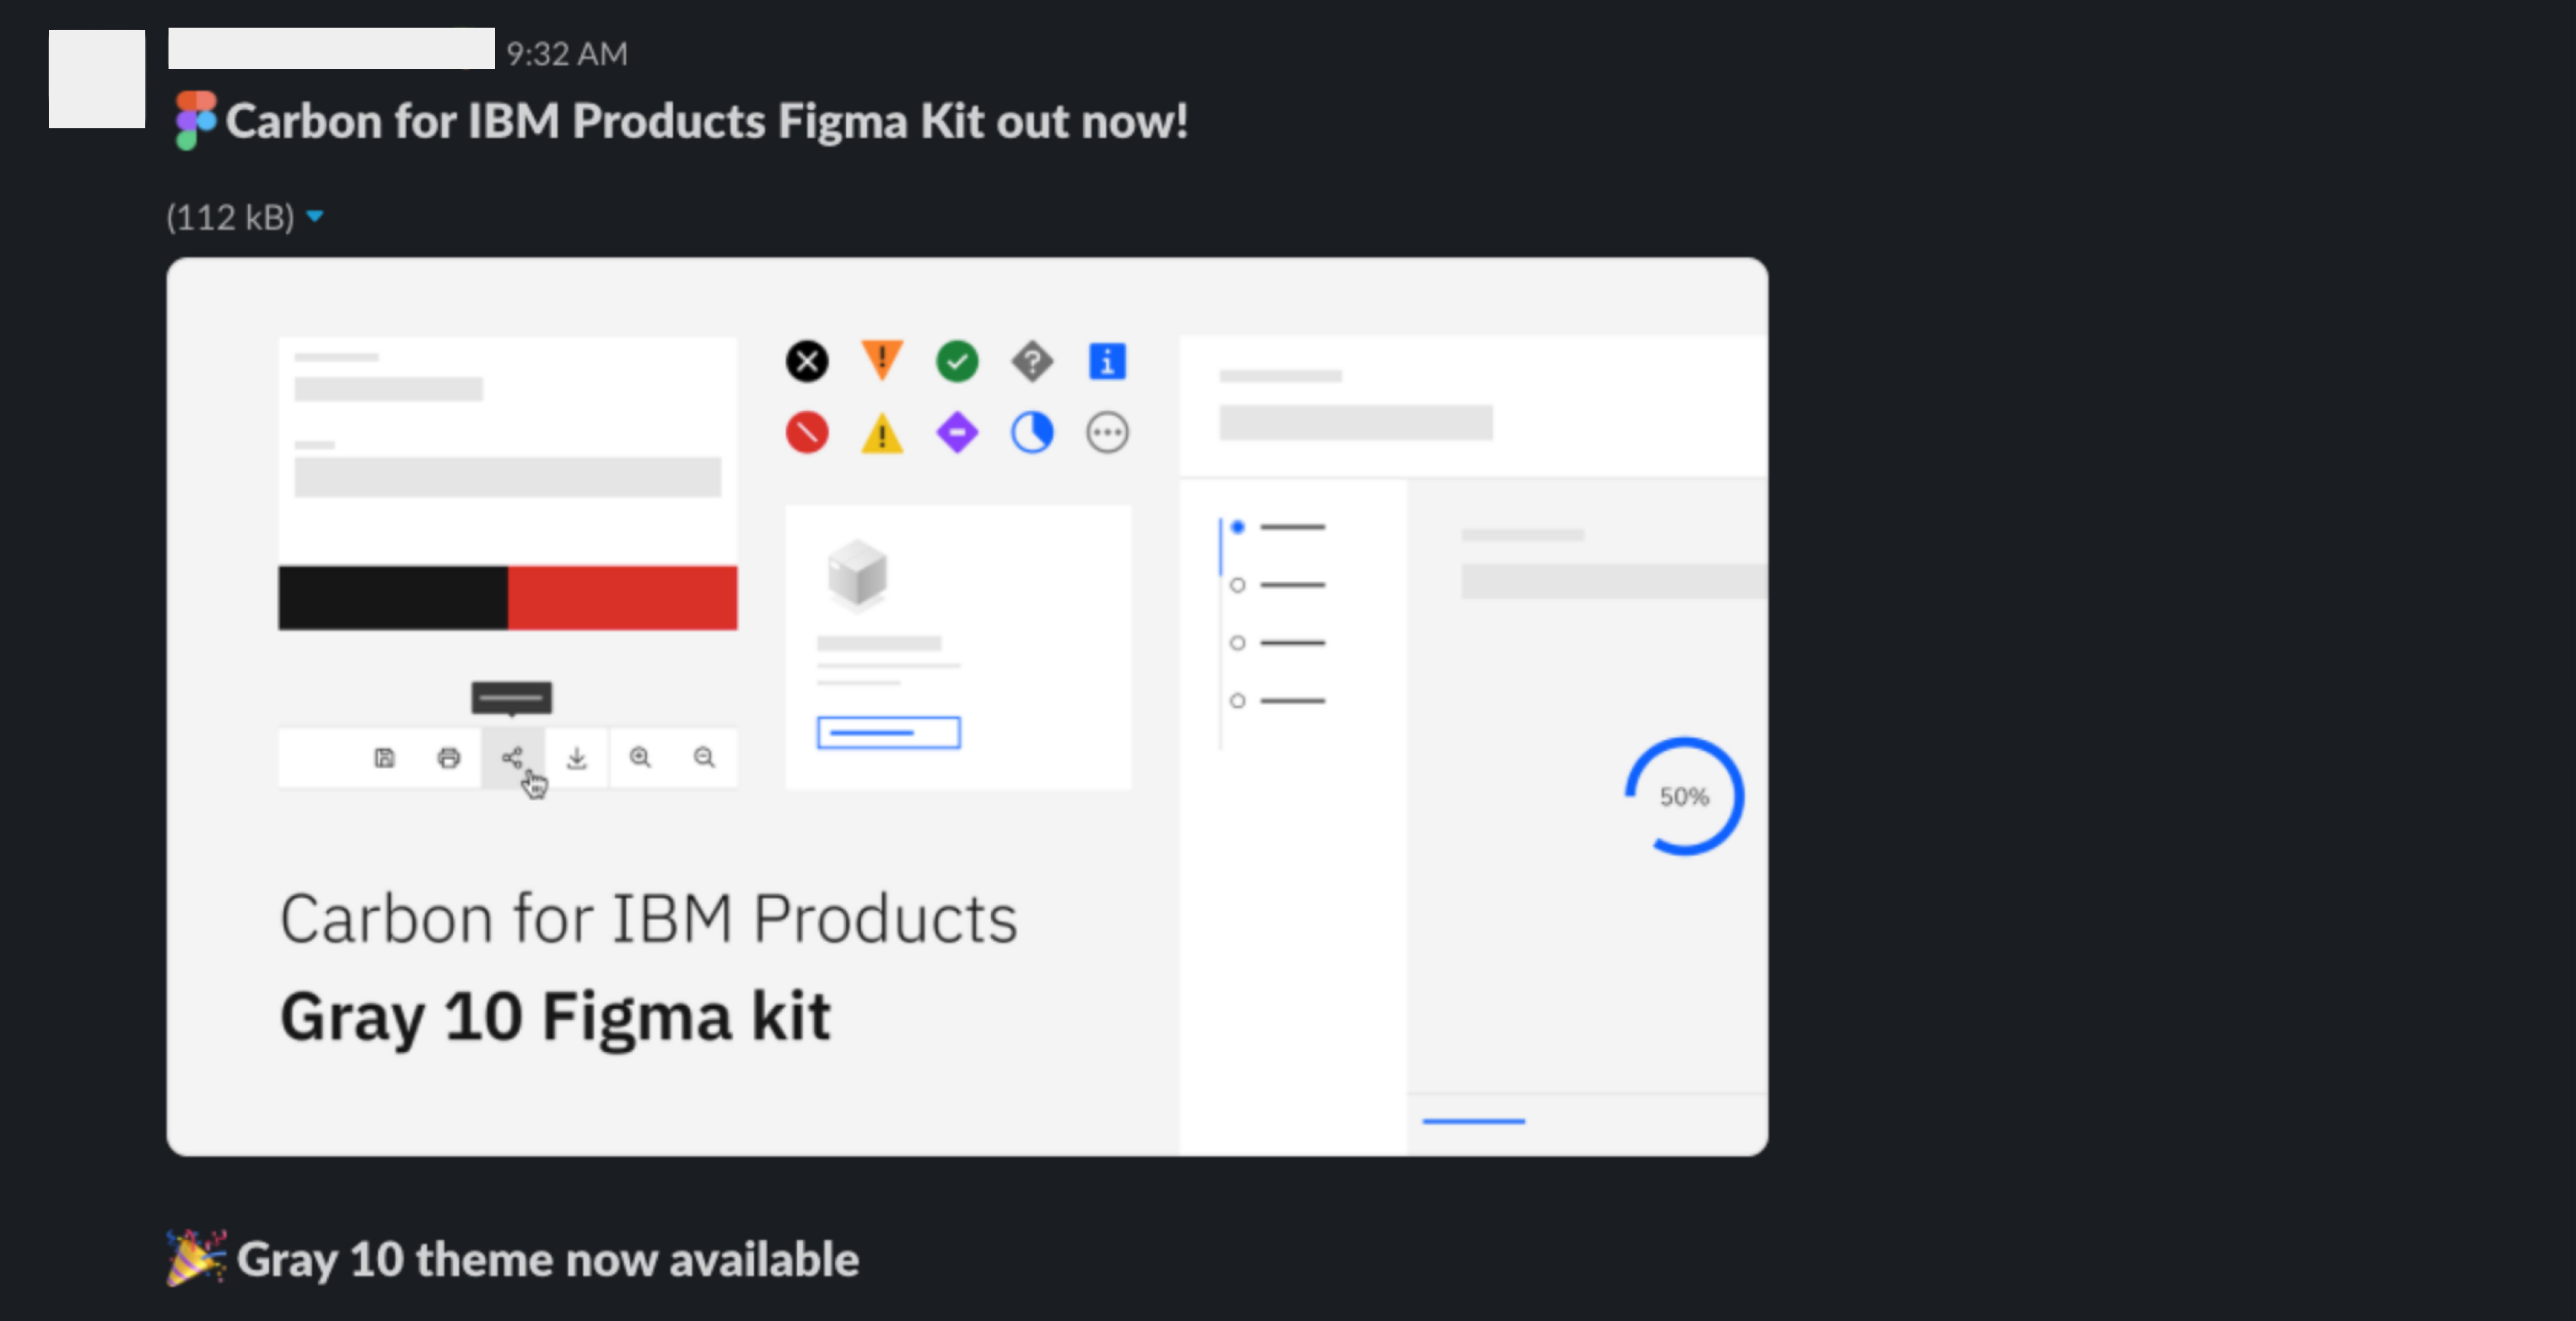 9:32 AM
Carbon for IBM Products Figma Kit out now!
(112 kB)
50%
Carbon for IBM Products
Gray 10 Figma kit
Gray 10 theme now available